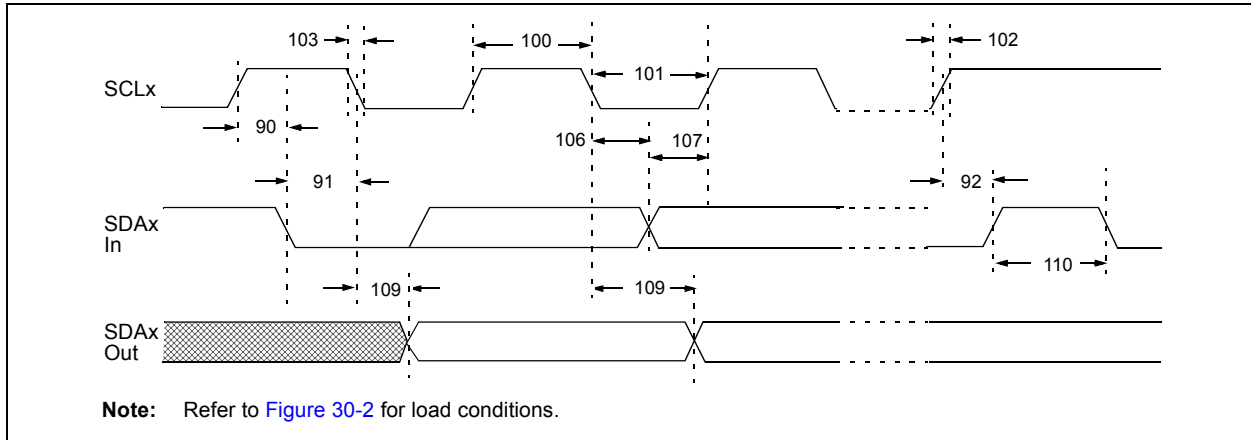 103
100
102
101
SCLx
90
106
107
91
92
SDAx
In
110
109
109
SDAx
Out
Note: Refer to Figure 30-2 for load conditions.